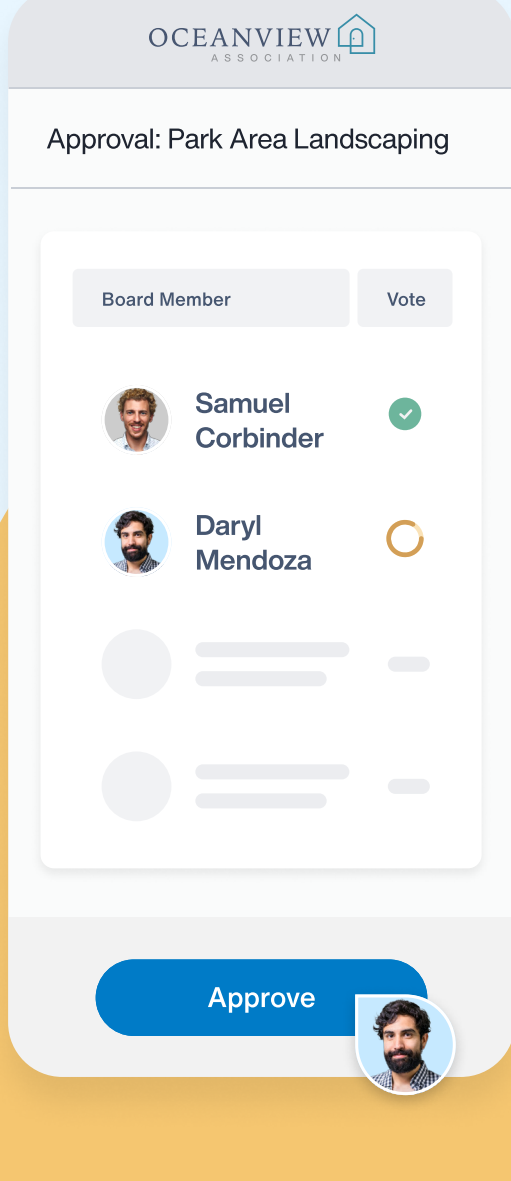 OCEANVIEW
ASSOCIATION
Approval: Park Area Landscaping
Board Member
Vote
Samuel
Corbinder
Daryl
Mendoza
Approve